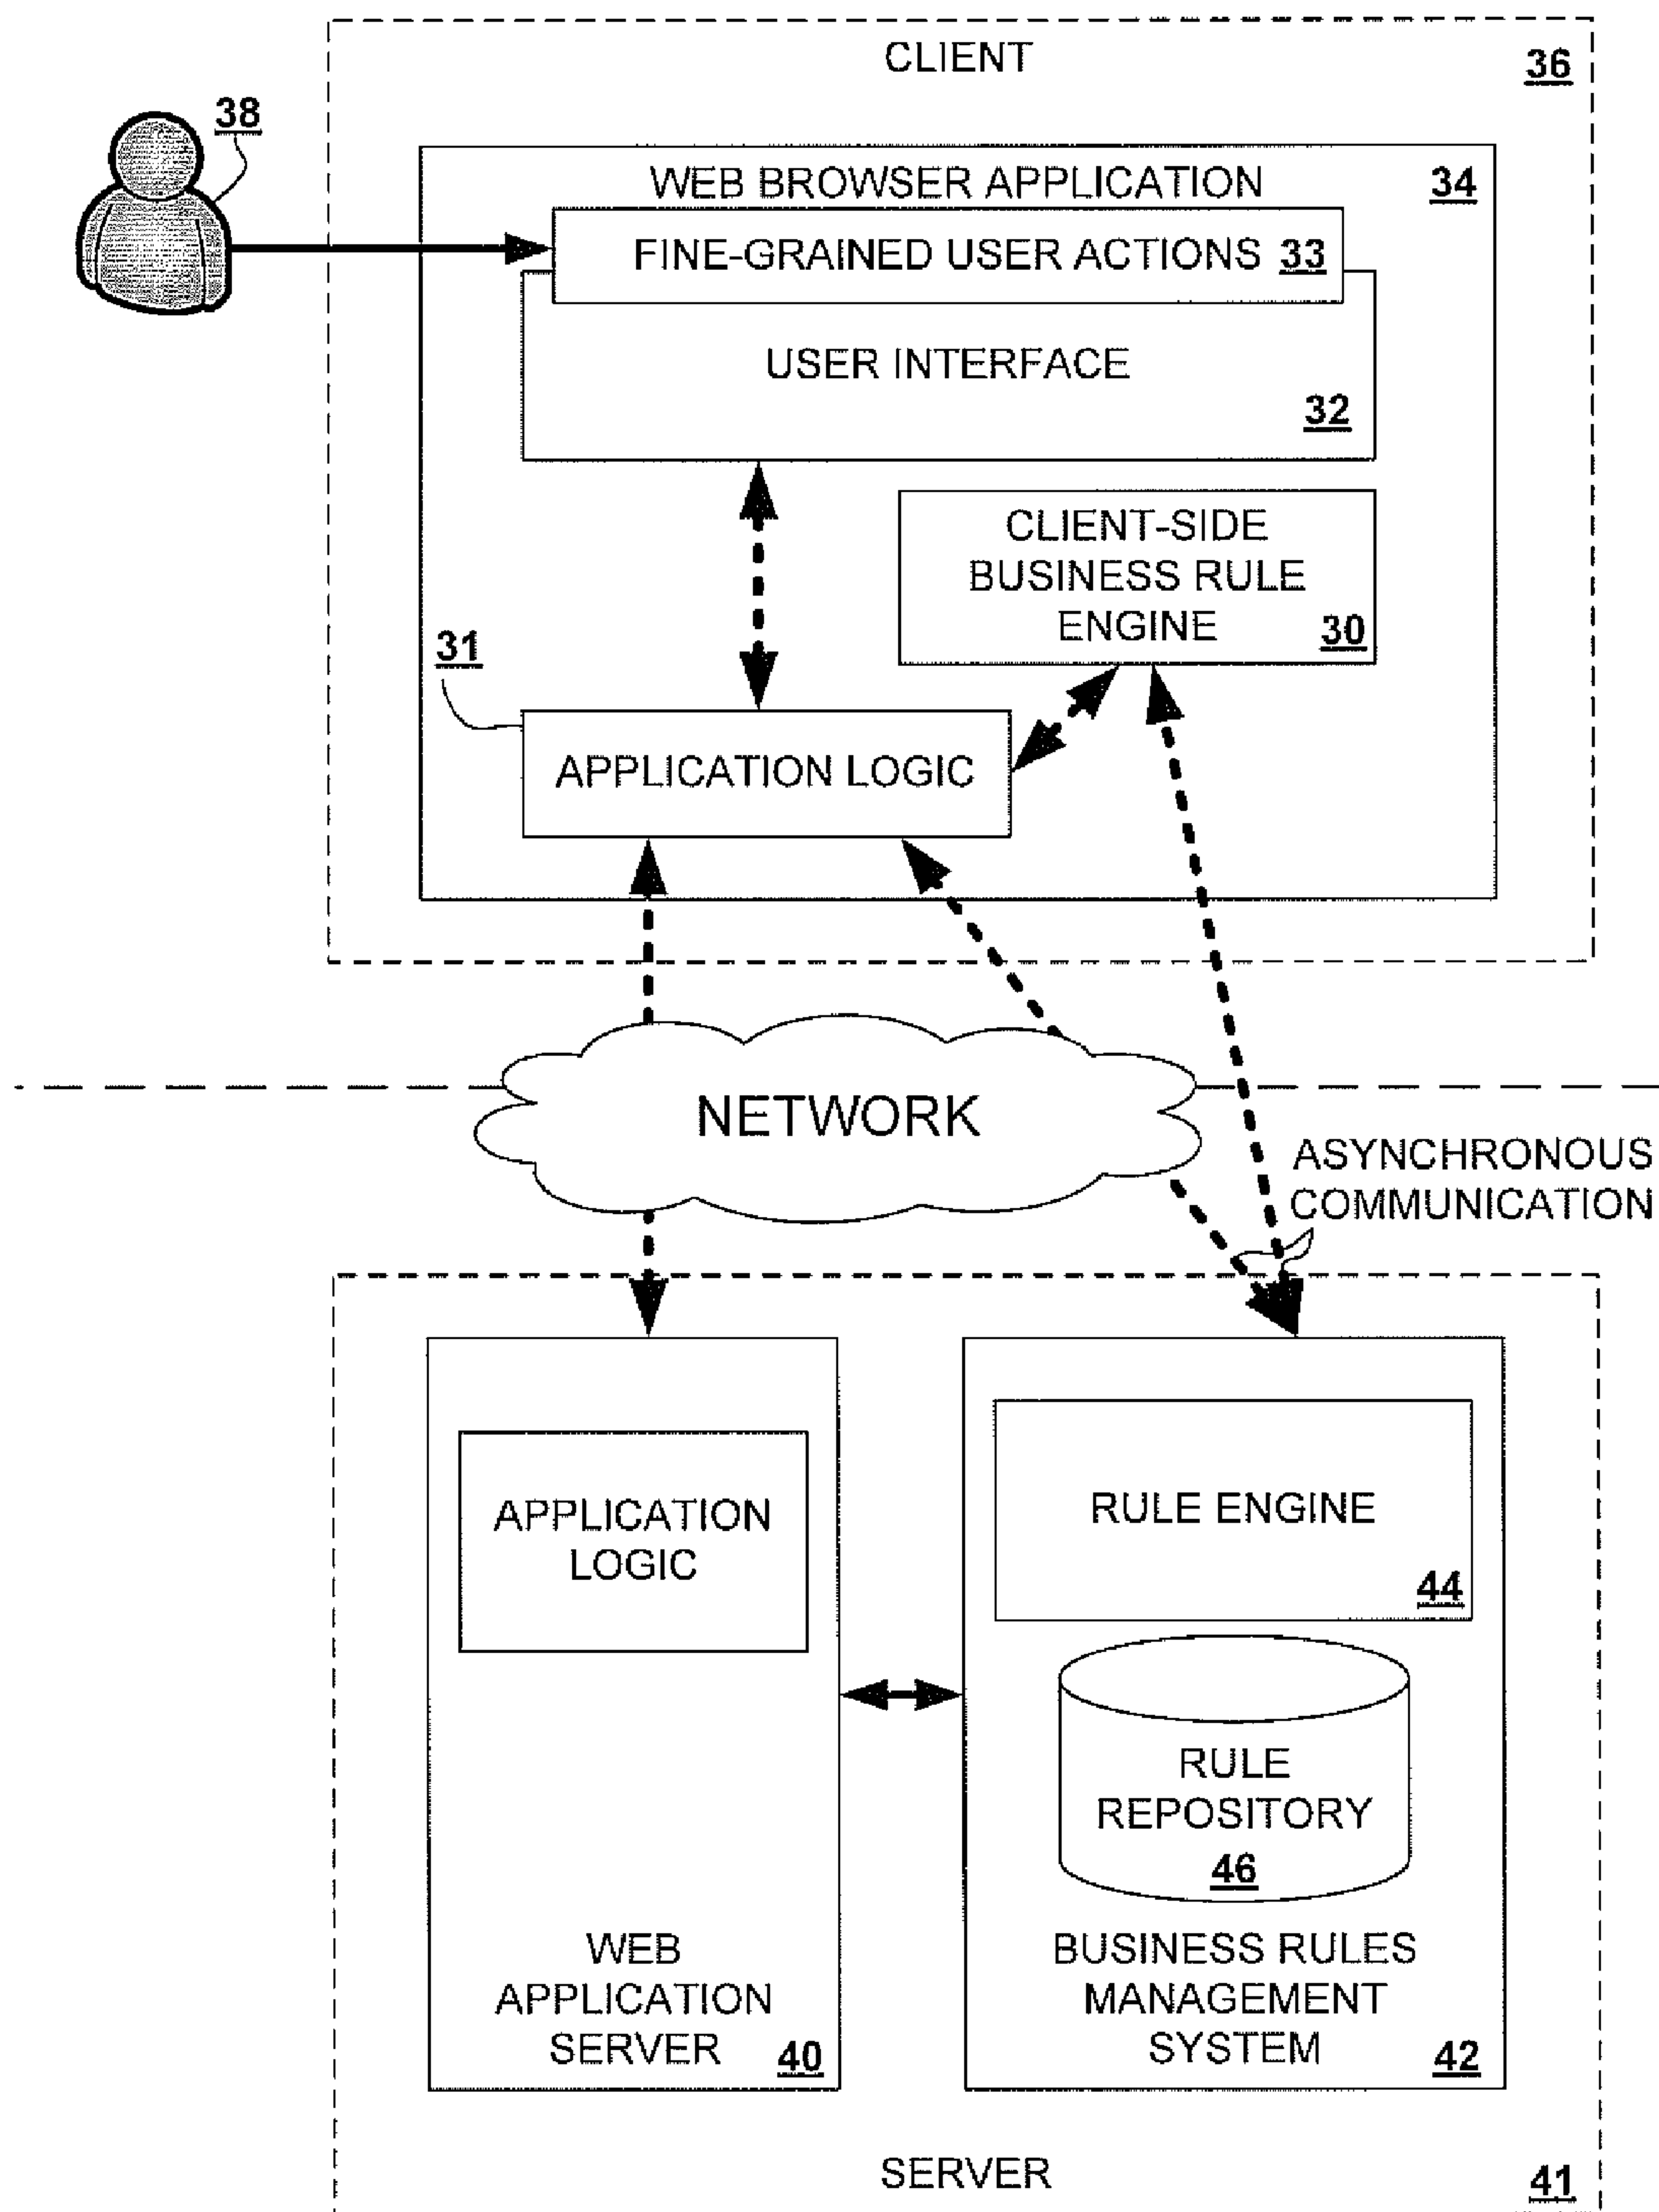 CLIENT
36
38
WEB BROWSER APPLICATION
34
FINE-GRAINED USER ACTIONS 33
USER INTERFACE
32
CLIENT-SIDE
BUSINESS RULE
ENGINE
30
31
APPLICATION LOGIC
NETWORK
ASYNCHRONOUS
COMMUNICATION
APPLICATION
LOGIC
RULE ENGINE
44
RULE
REPOSITORY
46
WEB
APPLICATION
SERVER
40
BUSINESS RULES
MANAGEMENT
SYSTEM
42
SERVER
41